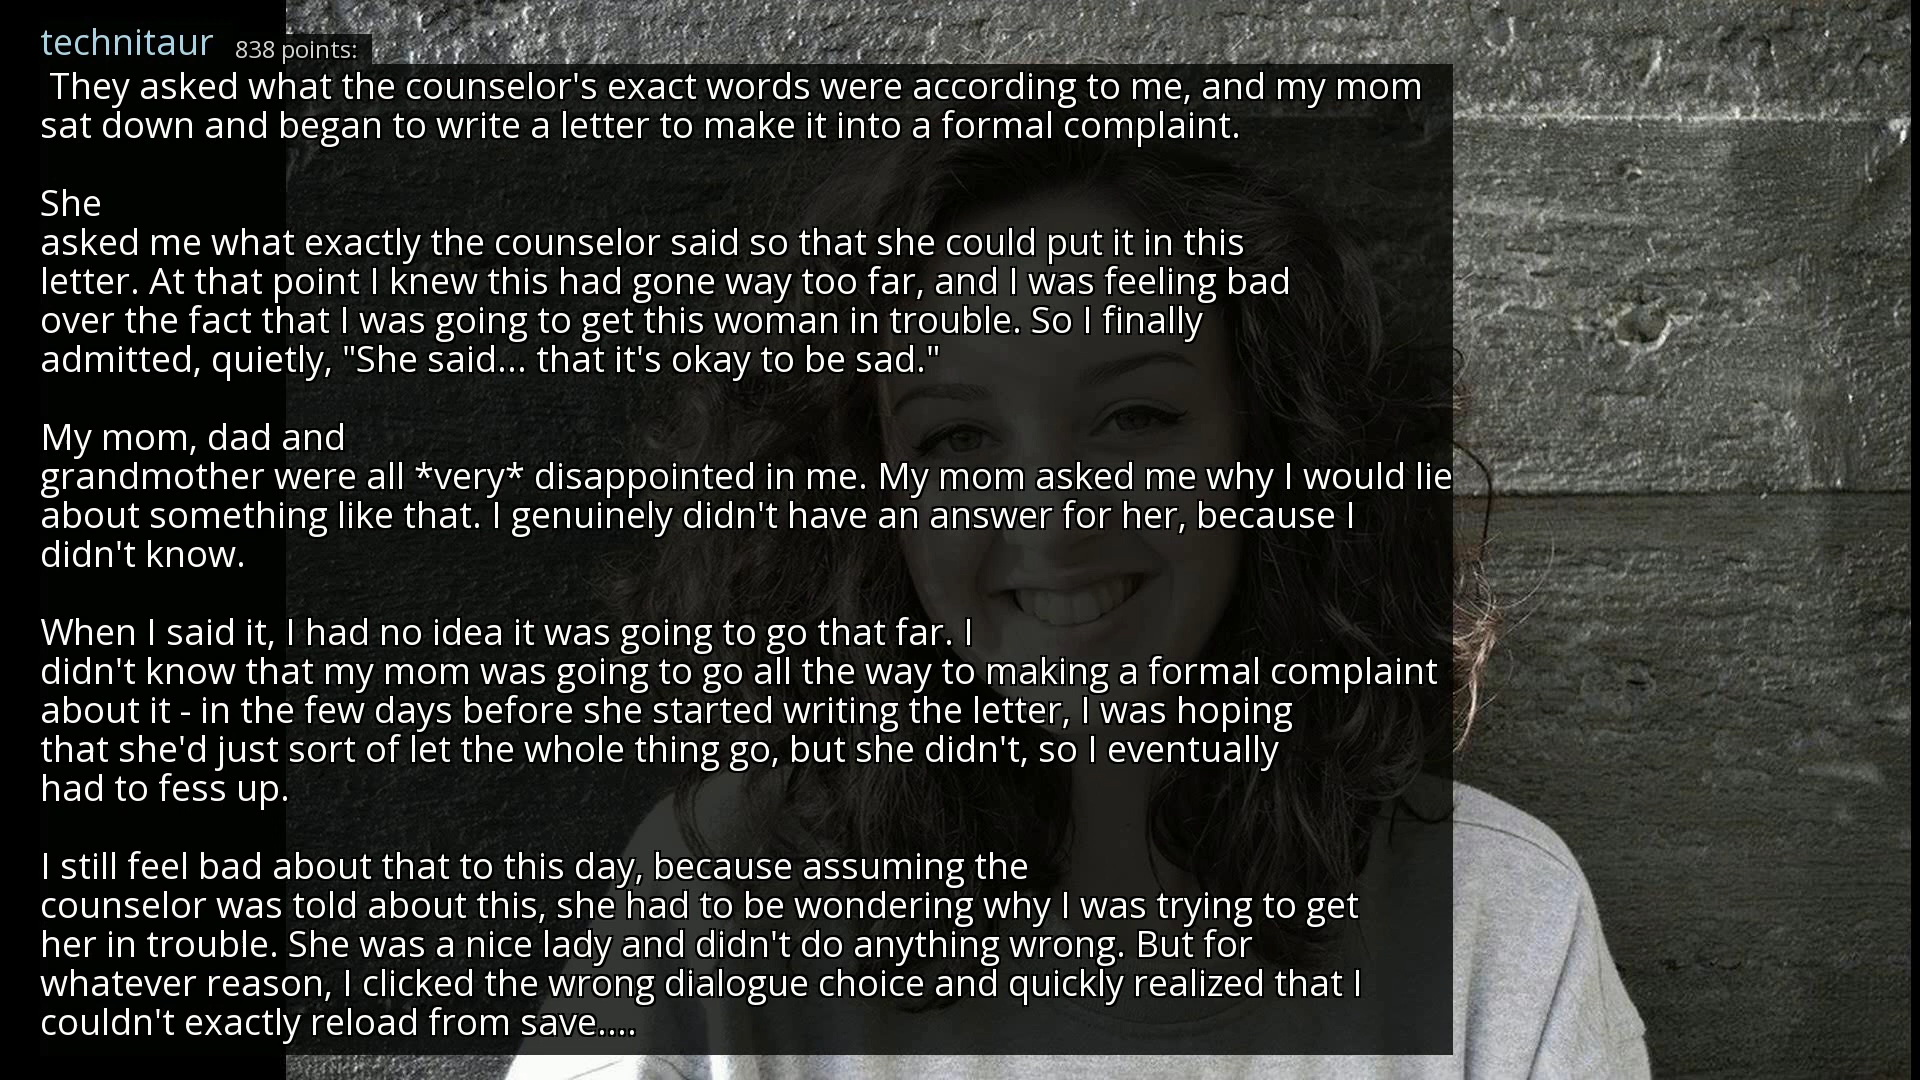 technitaur 838 points:
They asked what the counselor's exact words were according to me, and my mom
sat down and began to write a letter to make it into a formal complaint.
She
asked me what exactly the counselor said so that she could put it in this
letter. At that point I knew this had gone way too far, and I was feeling bad
over the fact that I was going to get this woman in trouble. So I finally
admitted, quietly, "She said... that it's okay to be sad."
My mom, dad and
grandmother were all *very* disappointed in me. My mom asked me why I would lie
about something like that. I genuinely didn't have an answer for her, because I
didn't know.
When I said it, I had no idea it was going to go that far. I
didn't know that my mom was going to go all the way to making a formal complaint
about it - in the few days before she started writing the letter, I was hoping
that she'd just sort of let the whole thing go, but she didn't, so I eventually
had to fess up.
I still feel bad about that to this day, because assuming the
counselor was told about this, she had to be wondering why I was trying to get
her in trouble. She was a nice lady and didn't do anything wrong. But for
whatever reason, I clicked the wrong dialogue choice and quickly realized that I
couldn't exactly reload from save....